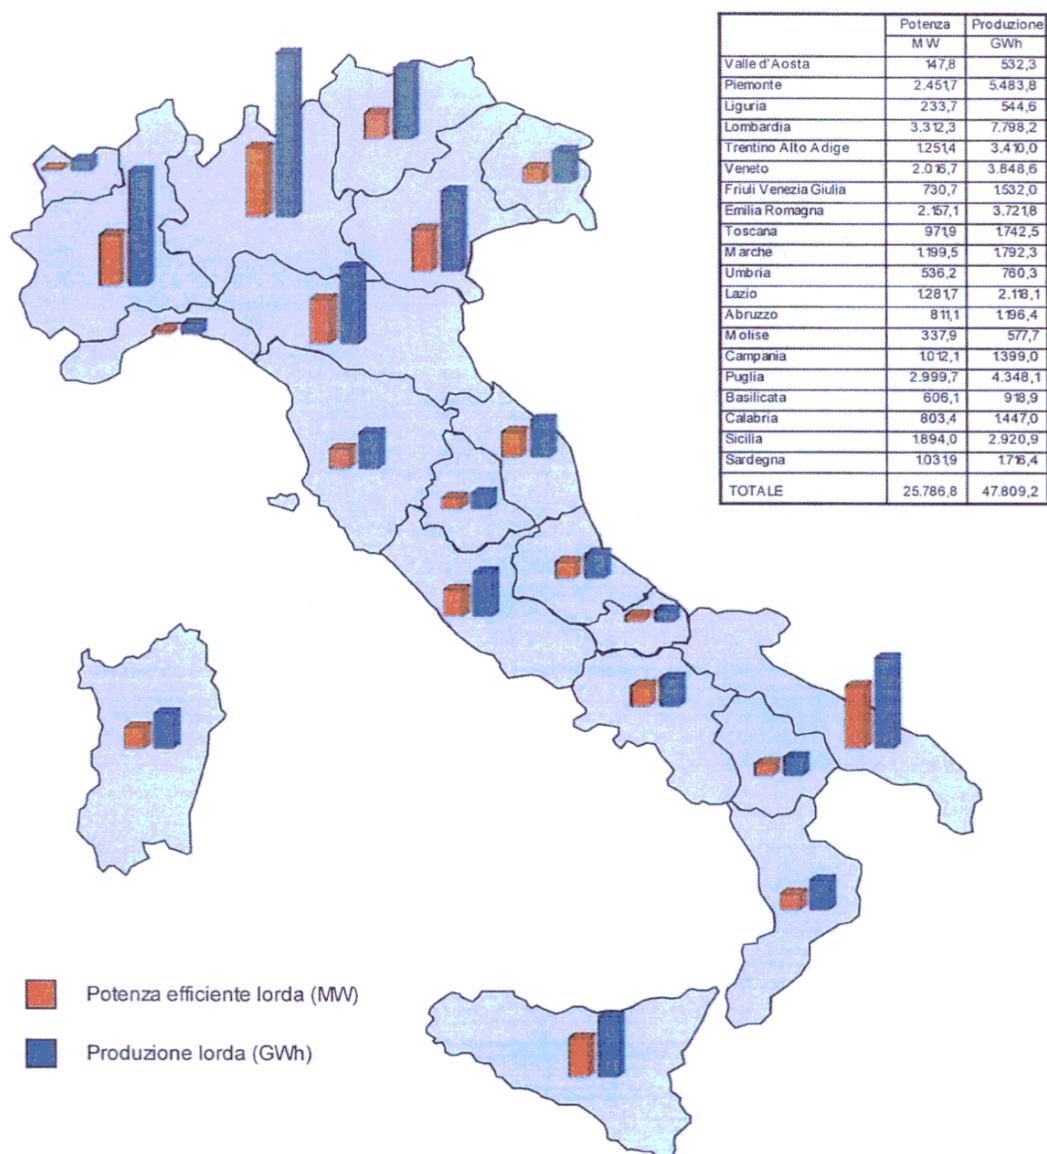 Potenza Produzione
MW GWh
Valle d'Aosta 147,8 532,3
Piemonte 2.451,7 5.483,8
Liguria 233,7 544,6
Lombardia 3.312,3 7.798,2
Trentino Alto Adige 1.251,4 3.410,0
Veneto 2.016,7 3.848,6
Friuli Venezia Giulia 730,7 1.532,0
Emilia Romagna 2.157,1 3.721,8
Toscana 971,9 1.742,5
Marche 1.199,5 1.792,3
Umbria 536,2 760,3
Lazio 1.281,7 2.118,1
Abruzzo 811,1 1.196,4
Molise 337,9 577,7
Campania 1.012,1 1.399,0
Puglia 2.999,7 4.348,1
Basilicata 606,1 918,9
Calabria 803,4 1.447,0
Sicilia 1.894,0 2.920,9
Sardegna 1.031,9 1.716,4
TOTALE 25.786,8 47.809,2
Potenza efficiente lorda (MW)
Produzione lorda (GWh)